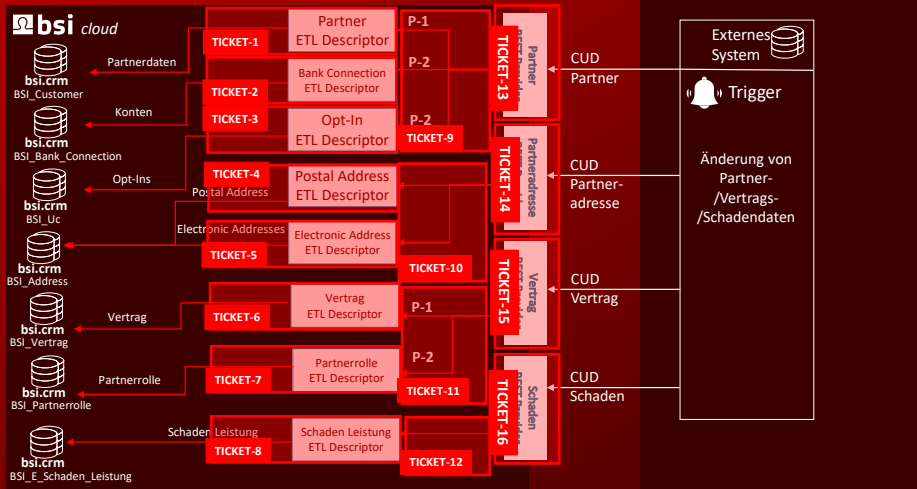 bsi cloud
bsi.crm
BSI_Customer
bsi.crm
BSI_Bank_Connection
bsi.crm
BSI_Uc
bsi.crm
BSI_Address
bsi.crm
BSI_Vertrag
bsi.crm
BSI_Partnerrolle
bsi.crm
BSI_E_Schaden_Leistung
Partnerdaten
Konten
Opt-Ins
Postal Address
Electronic Addresses
Vertrag
Partnerrolle
Schaden Leistung
TICKET-1
Partner
ETL Descriptor
TICKET-2
Bank Connection
ETL Descriptor
TICKET-3
Opt-In
ETL Descriptor
TICKET-4
Postal Address
ETL Descriptor
TICKET-5
Electronic Address
ETL Descriptor
TICKET-6
Vertrag
ETL Descriptor
TICKET-7
Partnerrolle
ETL Descriptor
TICKET-8
Schaden Leistung
ETL Descriptor
P-1
P-2
P-2
TICKET-9
TICKET-10
P-1
P-2
TICKET-11
TICKET-12
TICKET-13
Partner
TICKET-14
Partneradresse
TICKET-15
Vertrag
TICKET-16
Schaden
CUD
Partner
CUD
Partner-
adresse
CUD
Vertrag
CUD
Schaden
Externes
System
Trigger
Änderung von
Partner-
/Vertrags-
/Schadendaten